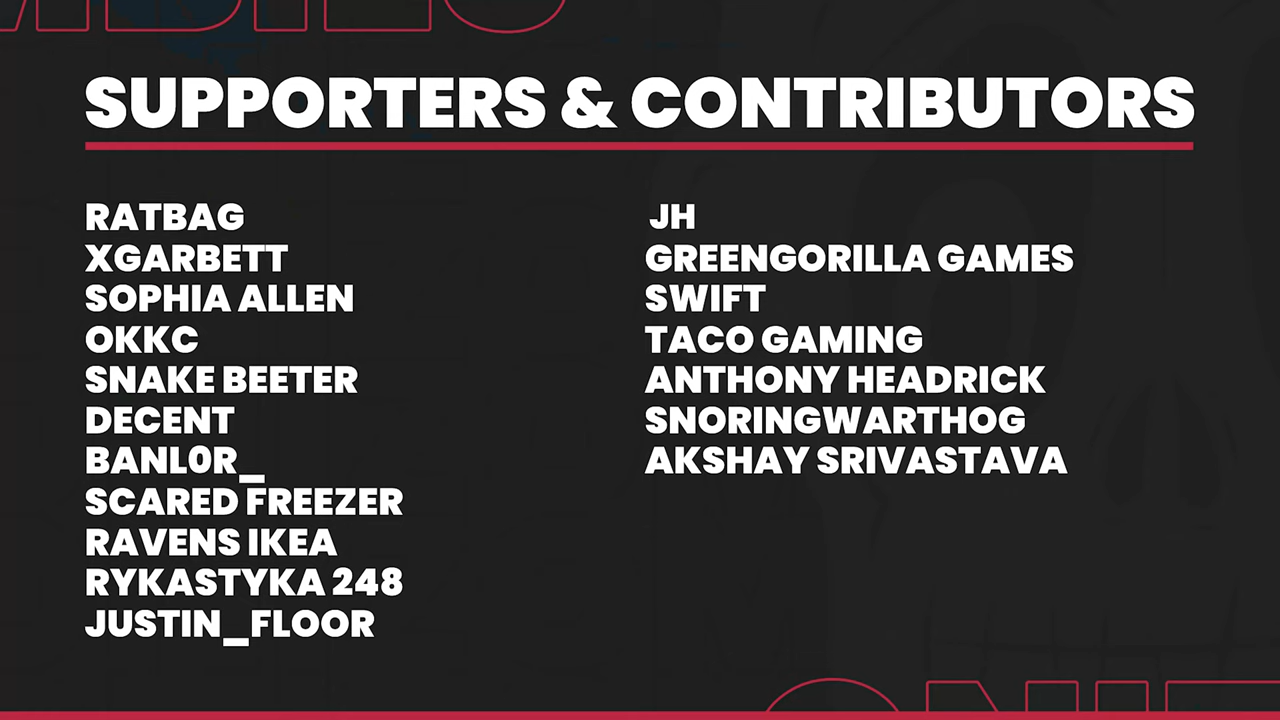 SUPPORTERS & CONTRIBUTORS
RATBAG
XGARBETT
SOPHIA ALLEN
OKKC
SNAKE BEETER
DECENT
BANL0R_
SCARED FREEZER
RAVENS IKEA
RYKASTYKA 248
JUSTIN_FLOOR
JH
GREENGORILLA GAMES
SWIFT
TACO GAMING
ANTHONY HEADRICK
SNORINGWARTHOG
AKSHAY SRIVASTAVA